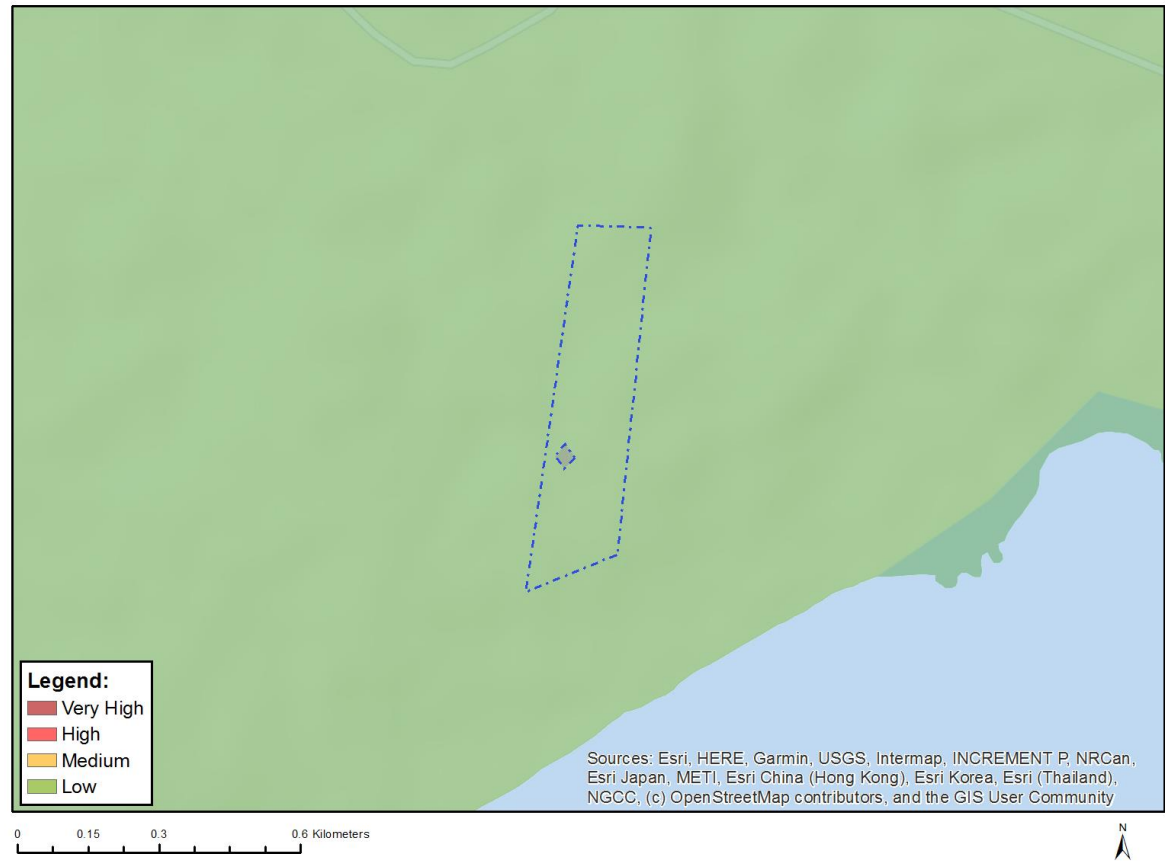 Legend:
Very High
High
Medium
Low
Sources: Esri, HERE, Garmin, USGS, Intermap, INCREMENT P, NRCan,
Esri Japan, METI, Esri China (Hong Kong), Esri Korea, Esri (Thailand),
NGCC, (c) OpenStreetMap contributors, and the GIS User Community
0 0.15 0.3 0.6 Kilometers
N